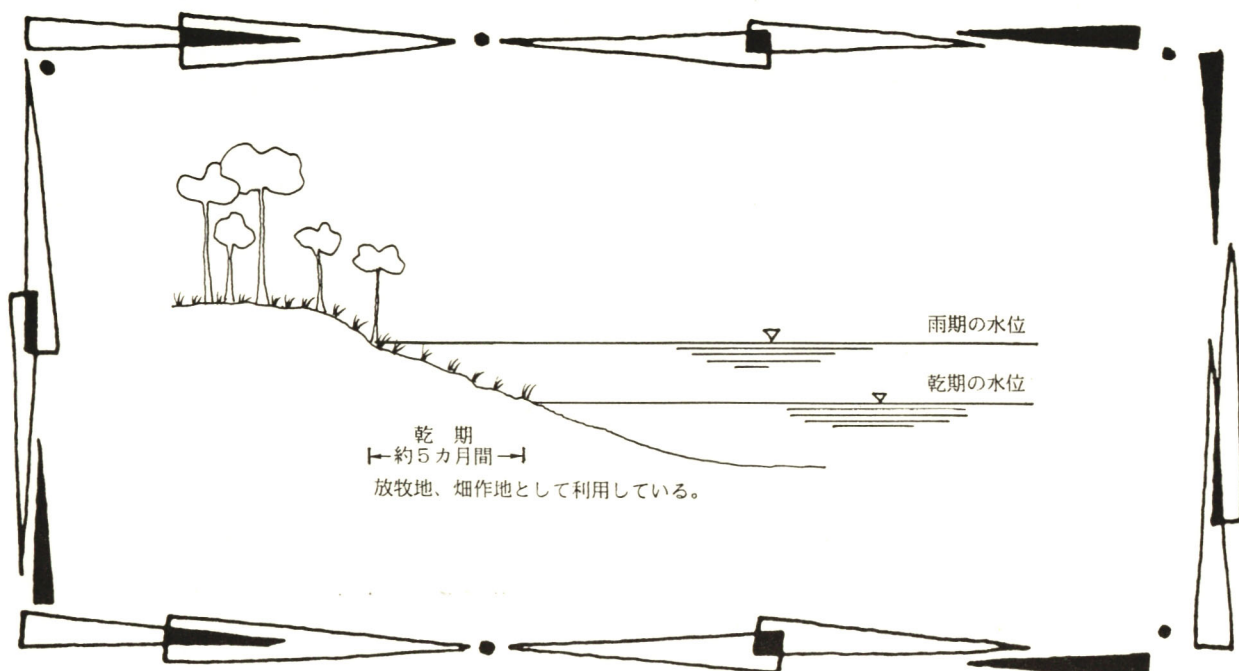 雨期の水位
乾期の水位
乾 期
約5カ月間
放牧地、畑作地として利用している。